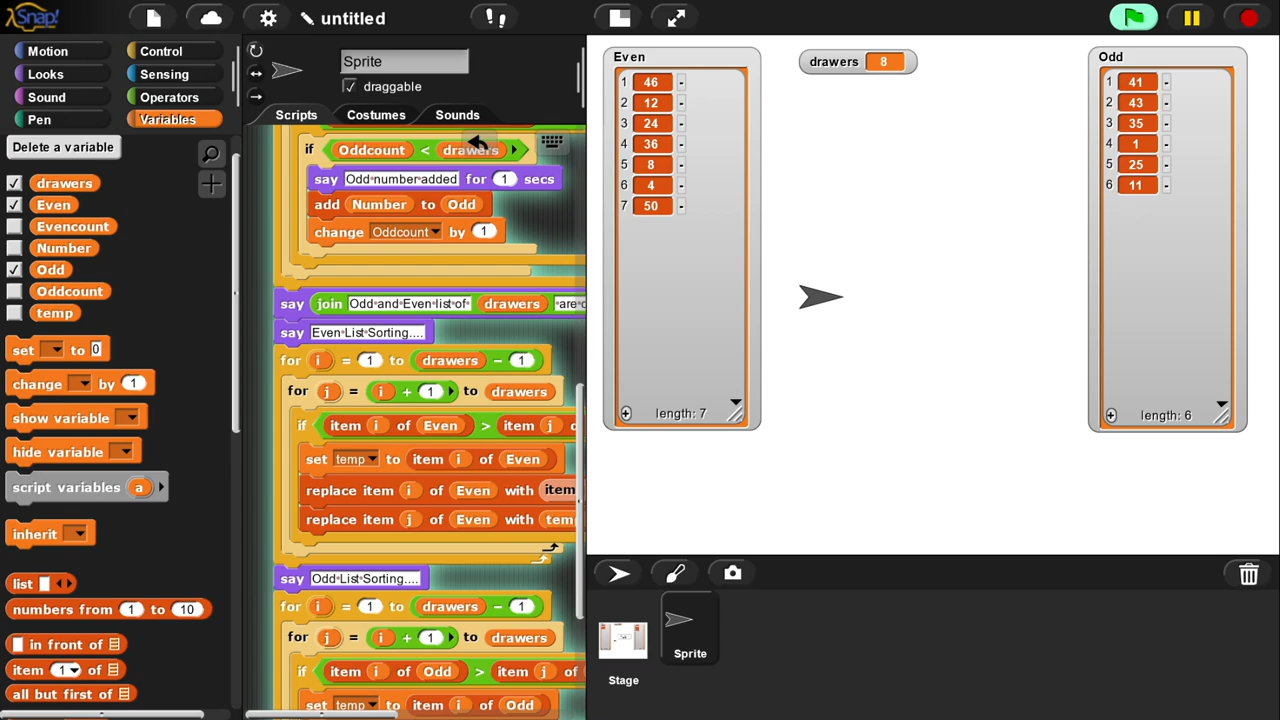 Snap!
untitled
Motion
Control
Looks
Sensing
Sound
Operators
Pen
Variables
Delete a variable
drawers
Even
Evencount
Number
Odd
Oddcount
temp
set to 0
change by 1
show variable
hide variable
script variables a
inherit
list
numbers from 1 to 10
in front of
item 1 of
all but first of
Sprite
draggable
Scripts
Costumes
Sounds
if Oddcount < drawers
say Odd number added for 1 secs
add Number to Odd
change Oddcount by 1
say join Odd and Even list of drawers are
say Even List Sorting....
for i = 1 to drawers - 1
for j = i + 1 to drawers
if item i of Even > item j
set temp to item i of Even
replace item i of Even with item
replace item j of Even with tem
say Odd List Sorting....
for i = 1 to drawers - 1
for j = i + 1 to drawers
if item i of Odd > item j of
set temp to item i of Odd
Even
1 46 -
2 12 -
3 24 -
4 36 -
5 8 -
6 4 -
7 50 -
+ length: 7
drawers 8
Odd
1 41 -
2 43 -
3 35 -
4 1 -
5 25 -
6 11 -
+ length: 6
Stage
Sprite